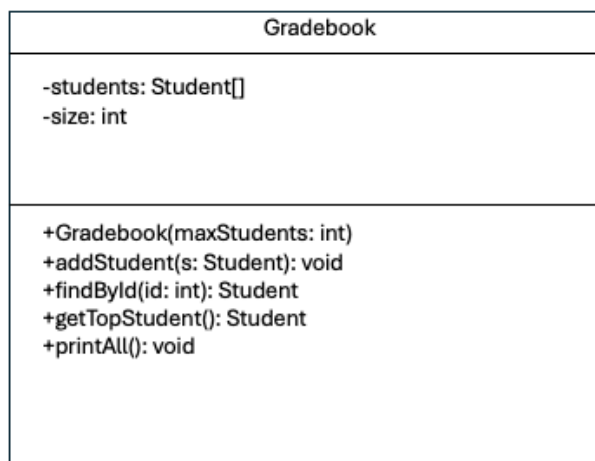 Gradebook
-students: Student[]
-size: int
+Gradebook(maxStudents: int)
+addStudent(s: Student): void
+findById(id: int): Student
+getTopStudent(): Student
+printAll(): void